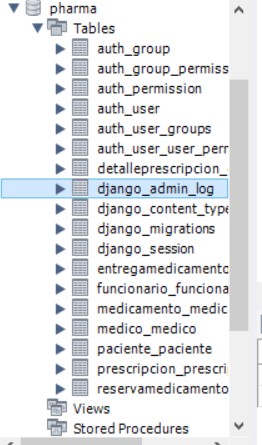 pharma
Tables
auth_group
auth_group_permiss
auth_permission
auth_user
auth_user_groups
auth_user_user_perr
detalleprescripcion_
django_admin_log
django_content_type
django_migrations
django_session
entregamedicamento
funcionario_funciona
medicamento_medic
medico_medico
paciente_paciente
prescripcion_prescri
reservamedicamento
Views
Stored Procedures